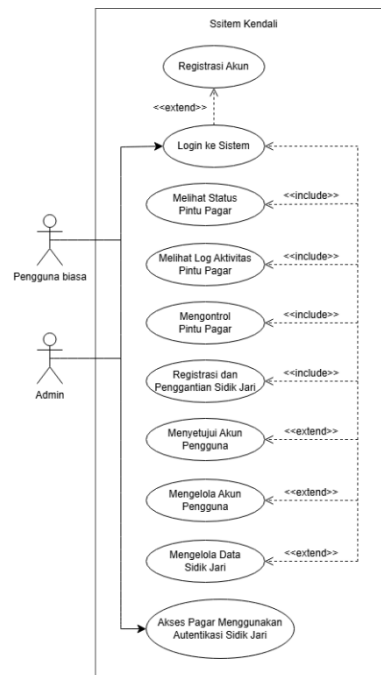 Ssitem Kendali
Registrasi Akun
<<extend>>
Login ke Sistem
Melihat Status
Pintu Pagar
<<include>>
Melihat Log Aktivitas
Pintu Pagar
<<include>>
Pengguna biasa
Mengontrol
Pintu Pagar
<<include>>
Registrasi dan
Penggantian Sidik Jari
<<include>>
Admin
Menyetujui Akun
Pengguna
<<extend>>
Mengelola Akun
Pengguna
<<extend>>
Mengelola Data
Sidik Jari
<<extend>>
Akses Pagar Menggunakan
Autentikasi Sidik Jari